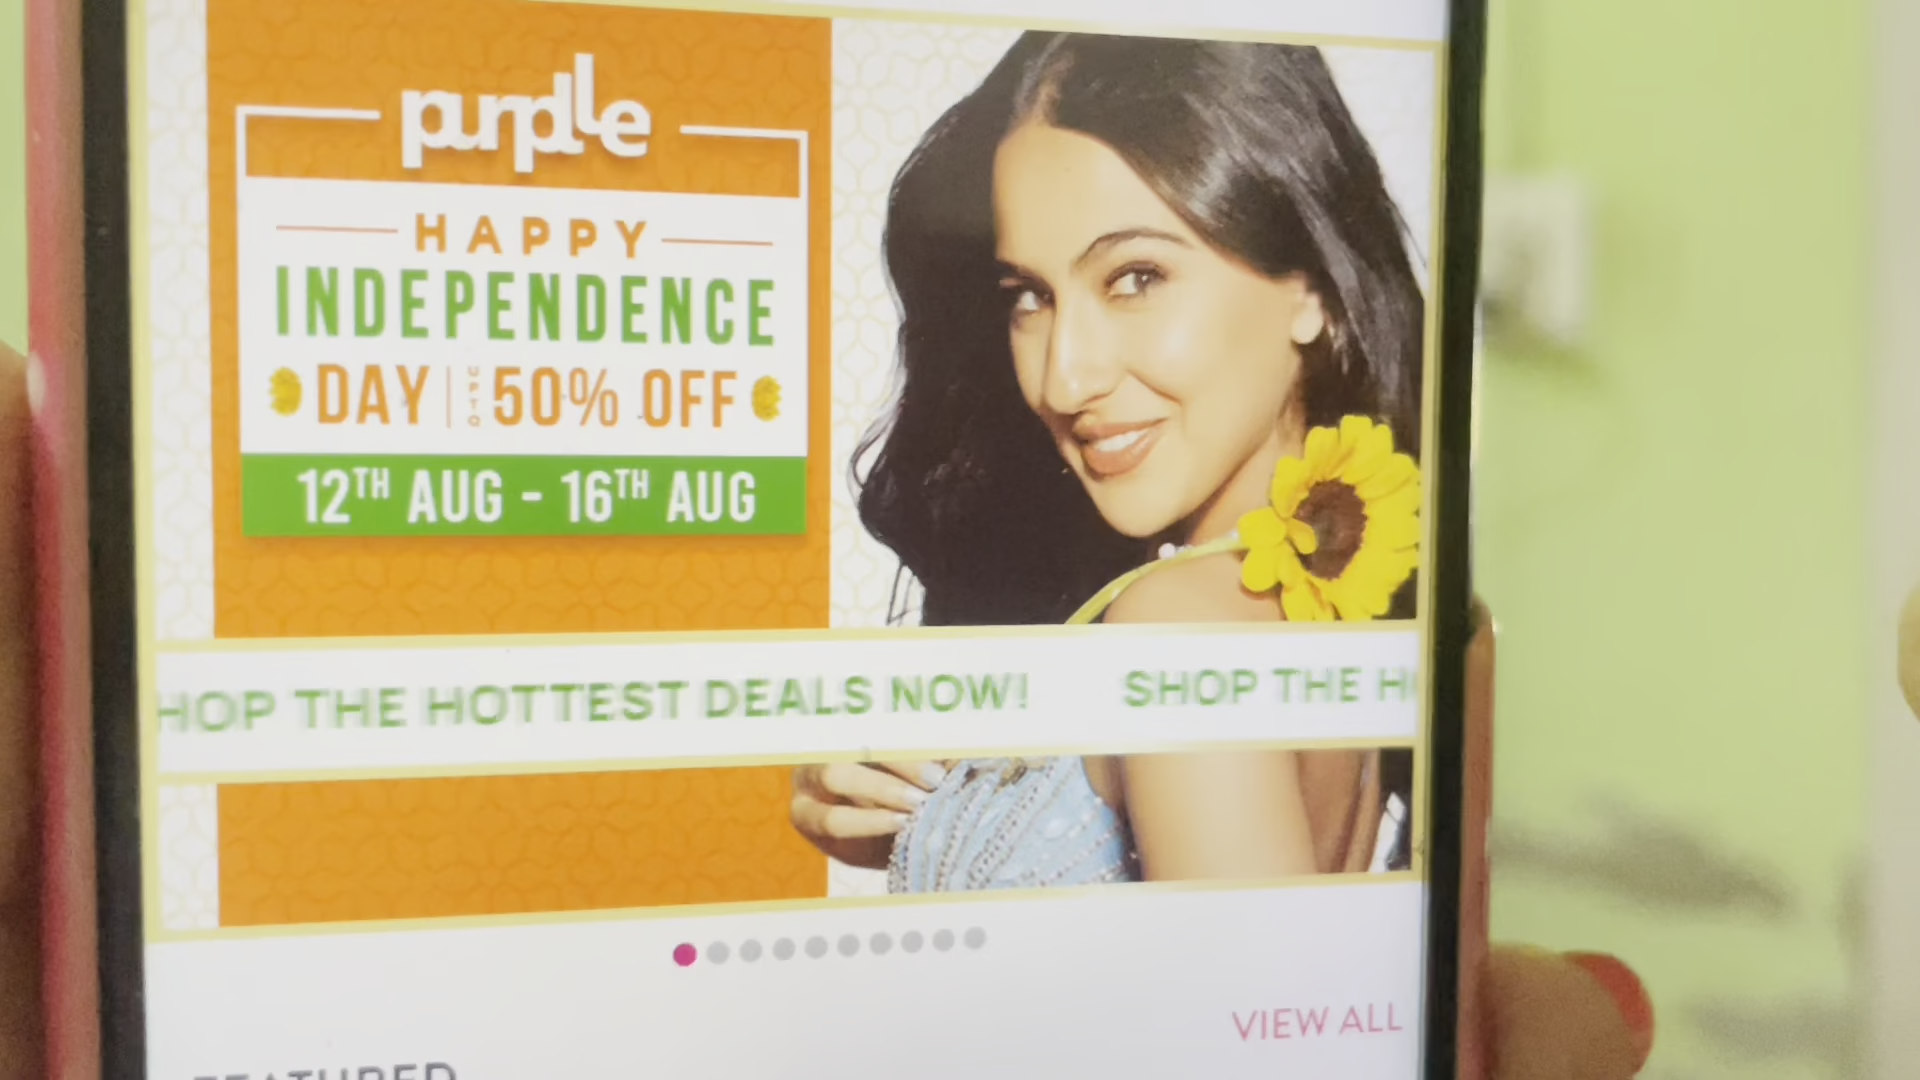 purplle
HAPPY
INDEPENDENCE
DAY UPTO 50% OFF
12TH AUG - 16TH AUG
HOP THE HOTTEST DEALS NOW! SHOP THE H
VIEW ALL
FEATURED